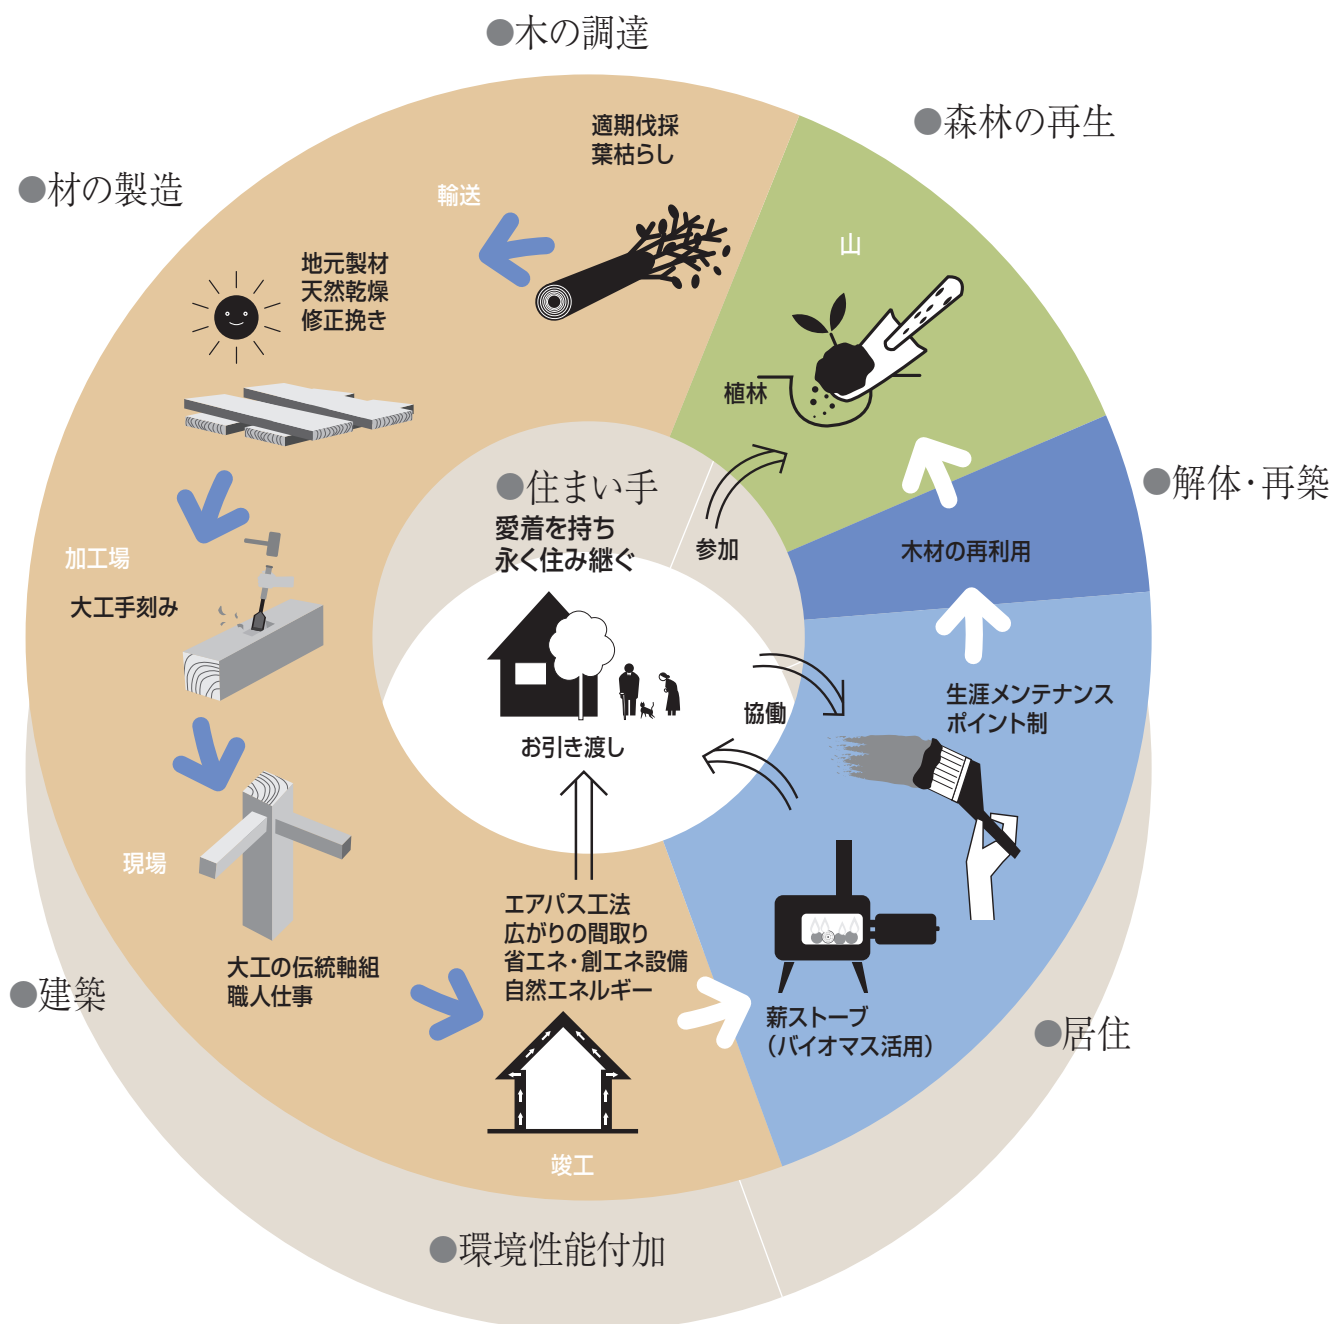 ●木の調達
●森林の再生
●材の製造
適期伐採
葉枯らし
輸送
山
地元製材
天然乾燥
修正挽き
植林
●住まい手
愛着を持ち
永く住み継ぐ
参加
●解体・再築
木材の再利用
加工場
大工手刻み
生涯メンテナンス
ポイント制
協働
お引き渡し
現場
エアパス工法
広がりの間取り
省エネ・創エネ設備
自然エネルギー
大工の伝統軸組
職人仕事
●建築
薪ストーブ
（バイオマス活用）
●居住
竣工
●環境性能付加